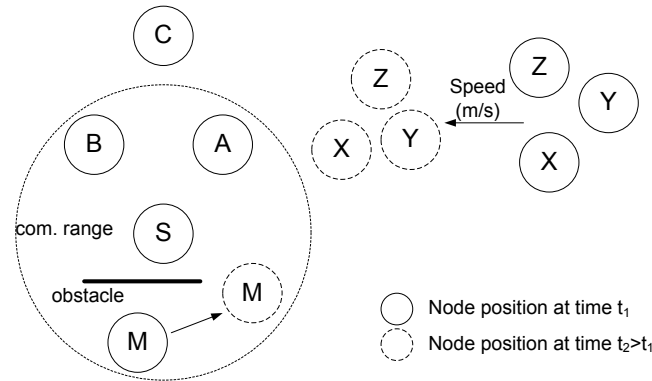 C
Z
Z
Speed
(m/s)
Y
B
A
X
Y
X
com. range
S
obstacle
M
M
Node position at time t₁
Node position at time t₂>t₁